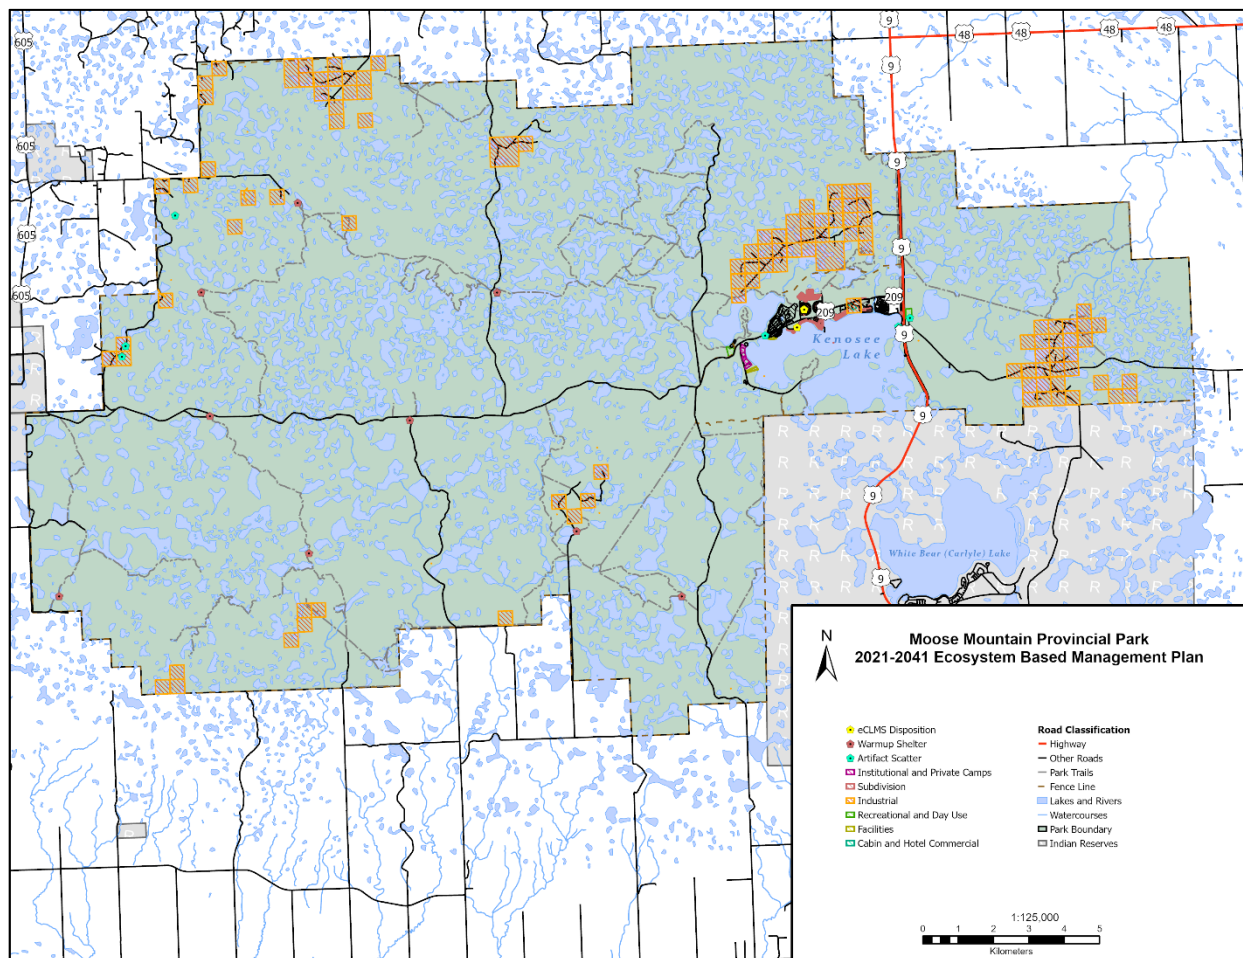 9
48
48
48
48
605
9
605
9
605
9
605
209
209
9
Kenosee
Lake
9
R
R R R R R R R R R R R
9
White Bear (Carlyle) Lake
9
Moose Mountain Provincial Park
2021-2041 Ecosystem Based Management Plan
N
eCLMS Disposition
Warmup Shelter
Artifact Scatter
Institutional and Private Camps
Subdivision
Industrial
Recreational and Day Use
Facilities
Cabin and Hotel Commercial
Road Classification
Highway
Other Roads
Park Trails
Fence Line
Lakes and Rivers
Watercourses
Park Boundary
Indian Reserves
1:125,000
0 1 2 3 4 5
Kilometers